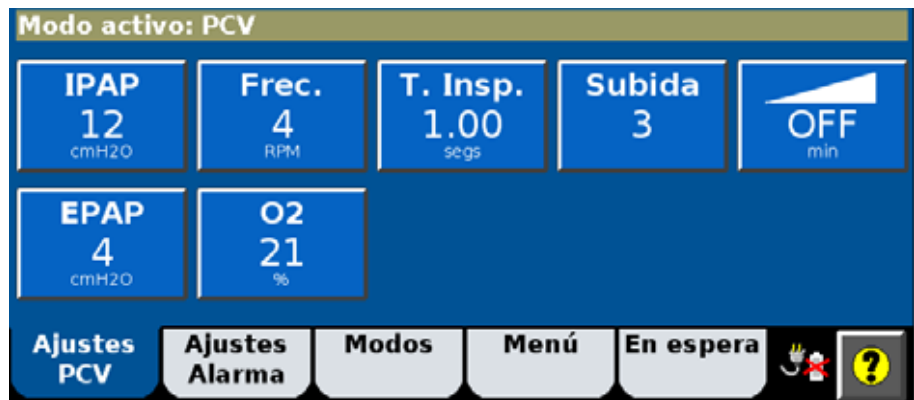 Modo activo: PCV
IPAP
12
cmH2O
Frec.
4
RPM
T. Insp.
1.00
segs
Subida
3
OFF
min
EPAP
4
cmH2O
O2
21
%
Ajustes
PCV
Ajustes
Alarma
Modos
Menú
En espera
?